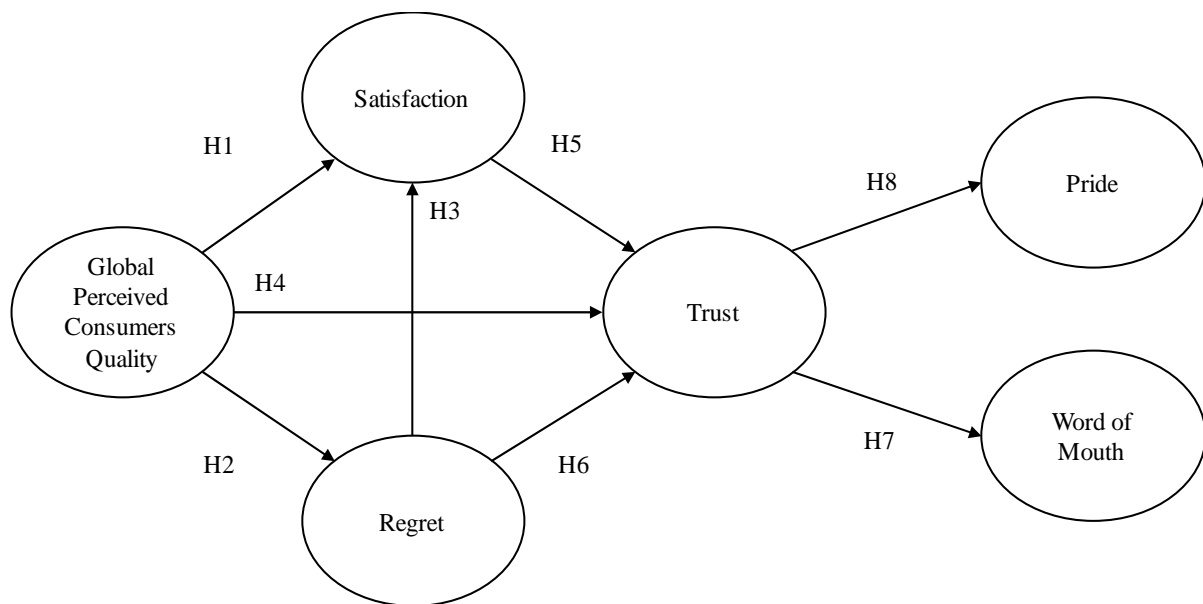 Satisfaction
H1
H5
H3
H8
Pride
Global
Perceived
Consumers
Quality
H4
Trust
H2
H6
H7
Word of
Mouth
Regret